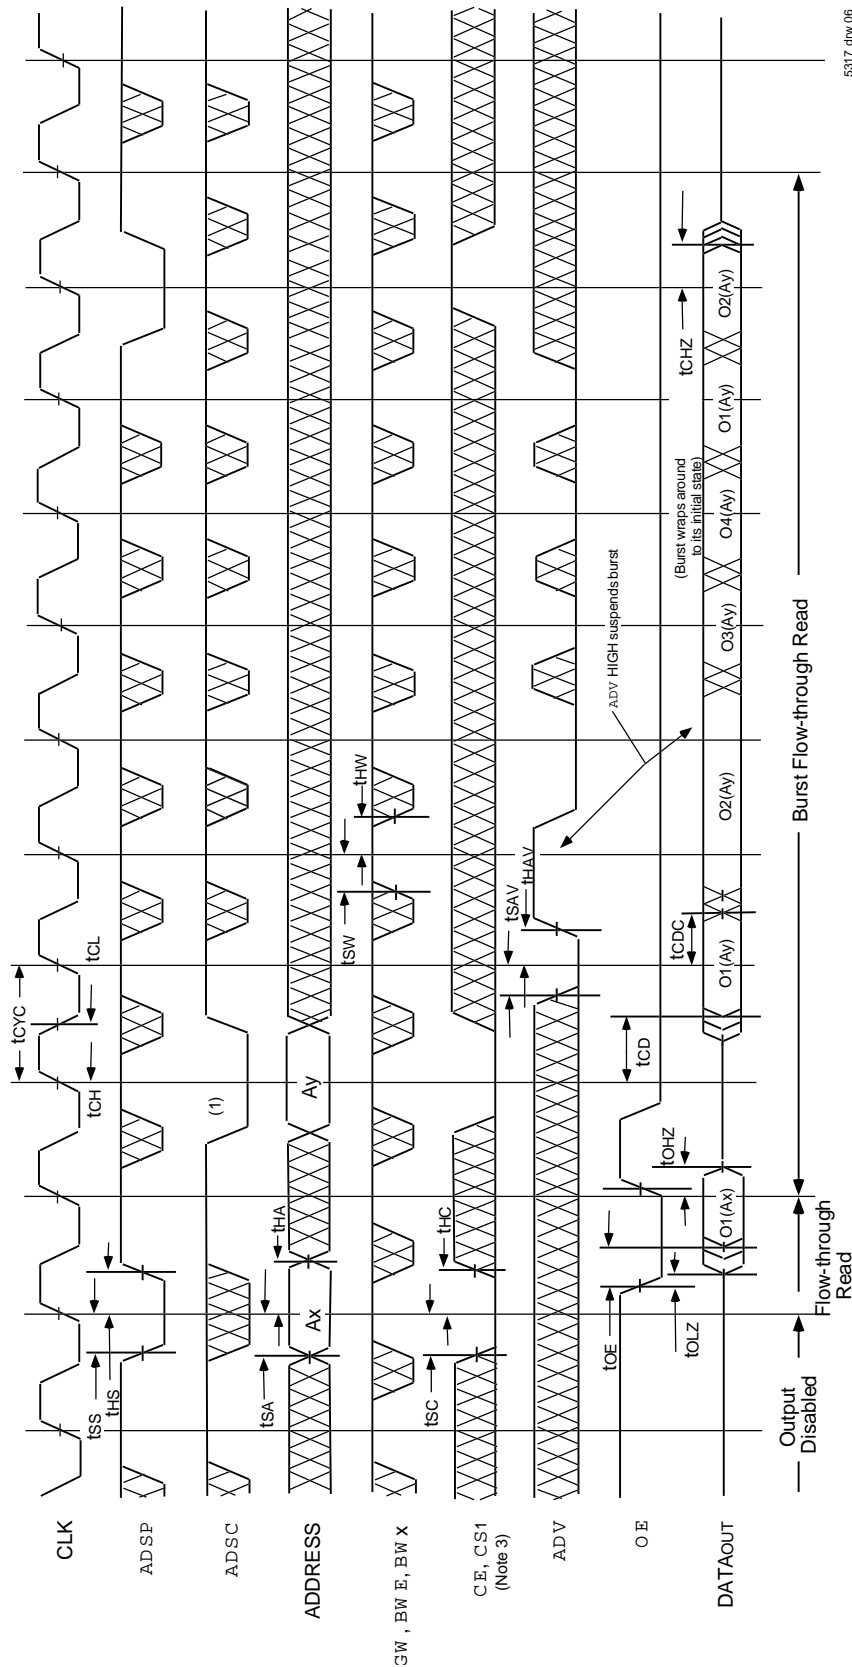 5317 drw 06
CLK
tCYC
tCH
tCL
tSS
tHS
ADSP
ADSC
(1)
ADDRESS
tSA
tHA
Ax
Ay
GW, BWE, BWx
tSW
tHW
CE, CS1
(Note 3)
tSC
tHC
ADV
tSAV
tHAV
ADV HIGH suspends burst
OE
tOE
tOHZ
tCD
tOLZ
tCDC
(Burst wraps around
to its initial state)
tCHZ
DATAOUT
O1(Ax)
O1(Ay)
O2(Ay)
O3(Ay)
O4(Ay)
O1(Ay)
O2(Ay)
Output
Disabled
Flow-through
Read
Burst Flow-through Read